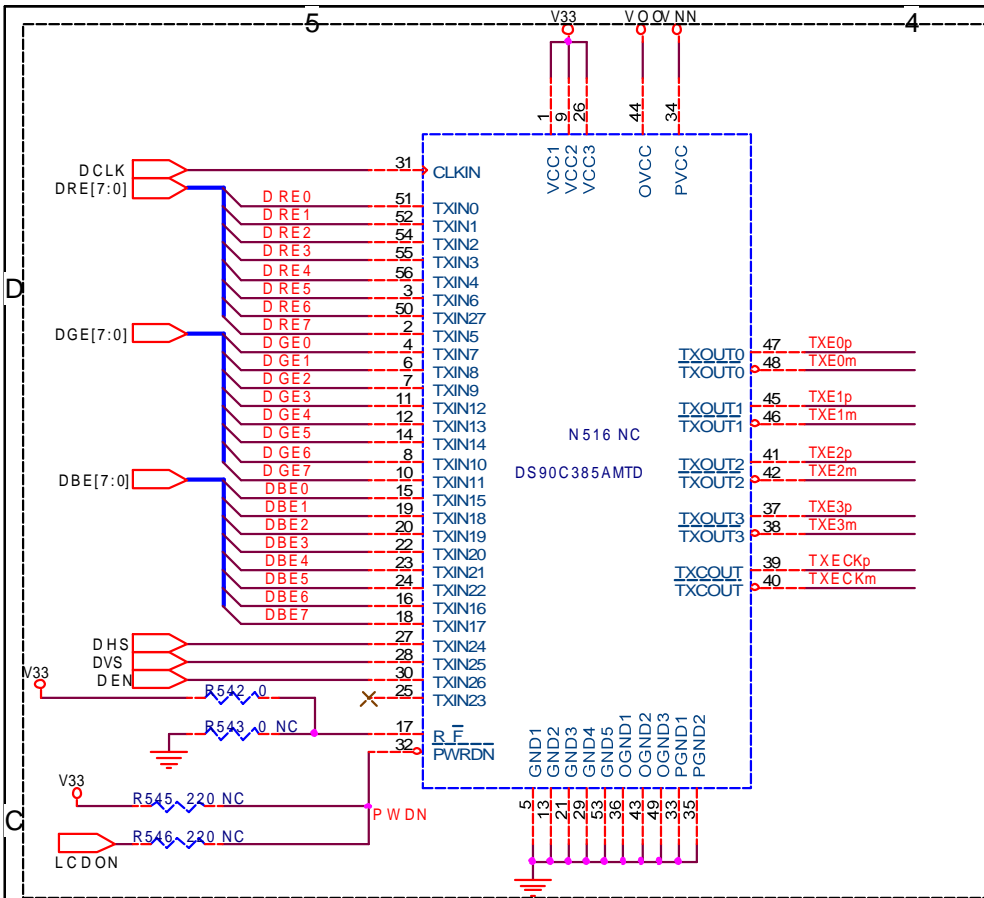 5
4
V33
VOO
VNN
1
9
26
44
34
VCC1
VCC2
VCC3
OVCC
PVCC
DCLK
31
CLKIN
DRE[7:0]
DRE0
51
TXIN0
DRE1
52
TXIN1
DRE2
54
TXIN2
DRE3
55
TXIN3
DRE4
56
TXIN4
DRE5
3
TXIN6
DRE6
50
TXIN27
DRE7
2
TXIN5
D
DGE[7:0]
DGE0
4
TXIN7
DGE1
6
TXIN8
DGE2
7
TXIN9
DGE3
11
TXIN12
DGE4
12
TXIN13
DGE5
14
TXIN14
DGE6
8
TXIN10
DGE7
10
TXIN11
DBE[7:0]
DBE0
15
TXIN15
DBE1
19
TXIN18
DBE2
20
TXIN19
DBE3
22
TXIN20
DBE4
23
TXIN21
DBE5
24
TXIN22
DBE6
16
TXIN16
DBE7
18
TXIN17
DHS
27
TXIN24
DVS
28
TXIN25
DEN
30
TXIN26
25
TXIN23
V33
R542 0
R543 0 NC
17
R_F
32
PWRDN
V33
R545 220 NC
PWDN
C
R546 220 NC
LCDON
N516 NC
DS90C385AMTD
TXOUT0
47
TXE0p
TXOUT0
48
TXE0m
TXOUT1
45
TXE1p
TXOUT1
46
TXE1m
TXOUT2
41
TXE2p
TXOUT2
42
TXE2m
TXOUT3
37
TXE3p
TXOUT3
38
TXE3m
TXCOUT
39
TXECKp
TXCOUT
40
TXECKm
GND1
GND2
GND3
GND4
GND5
OGND1
OGND2
OGND3
PGND1
PGND2
5
13
21
29
53
36
43
49
33
35